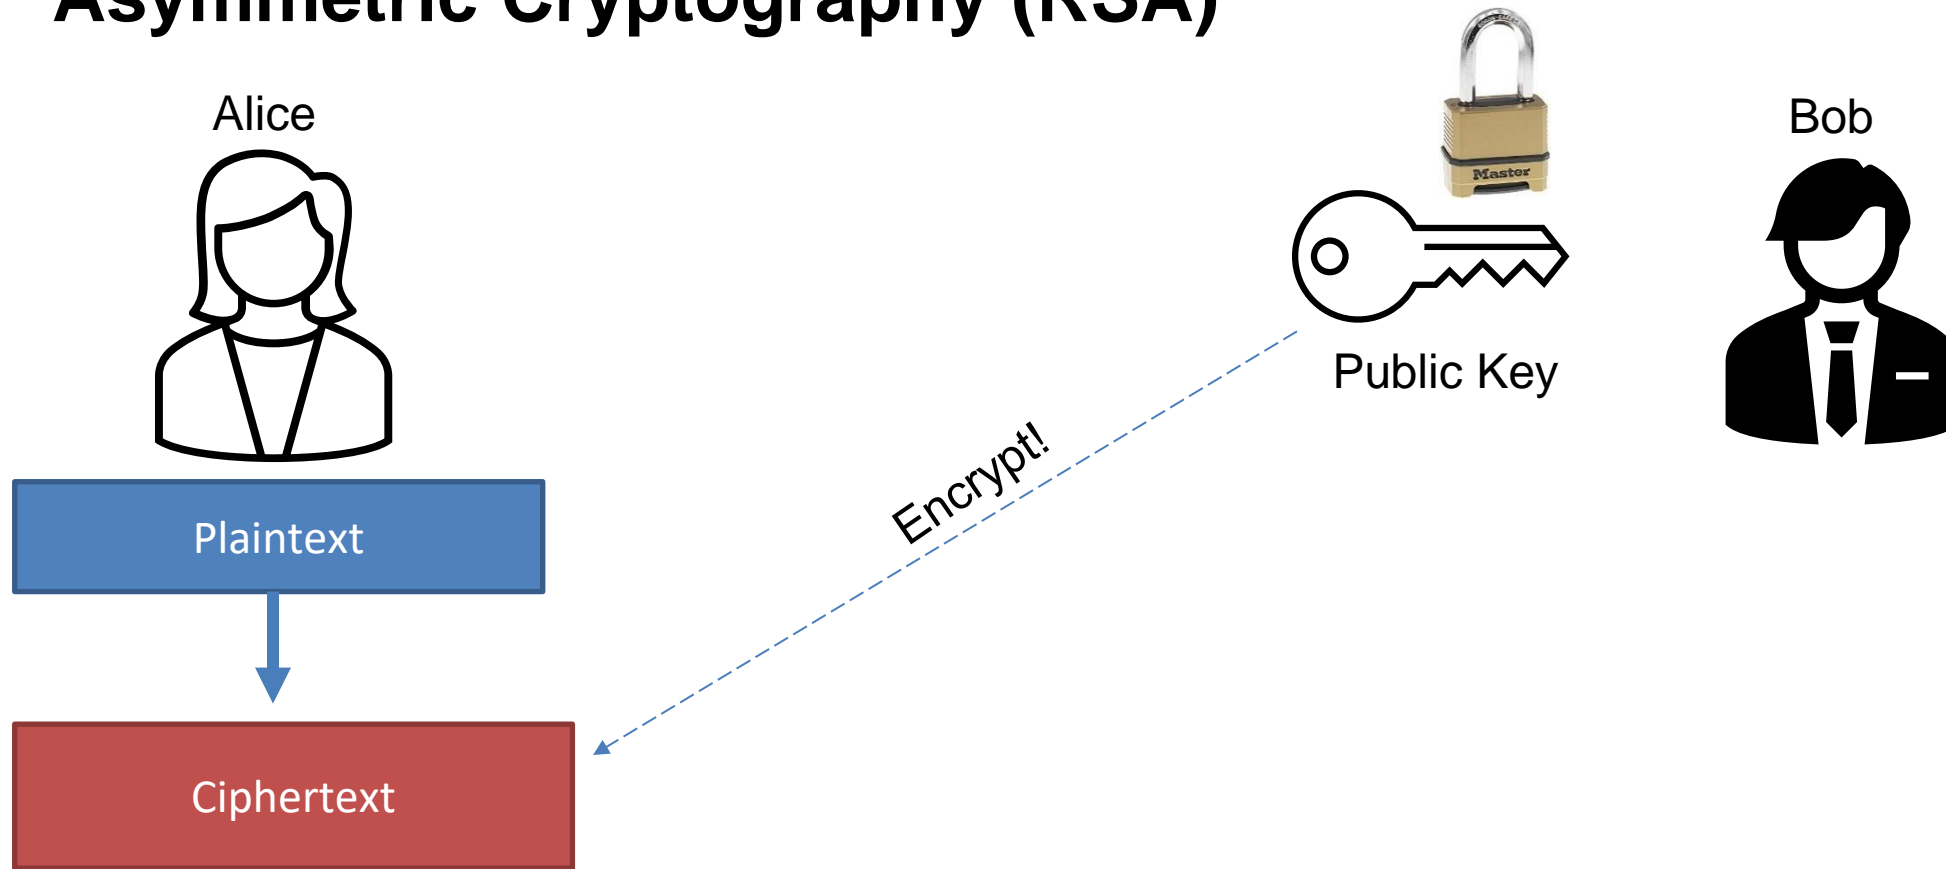 Asymmetric Cryptography (RSA)
Alice
Bob
Master
Public Key
Encrypt!
Plaintext
Ciphertext